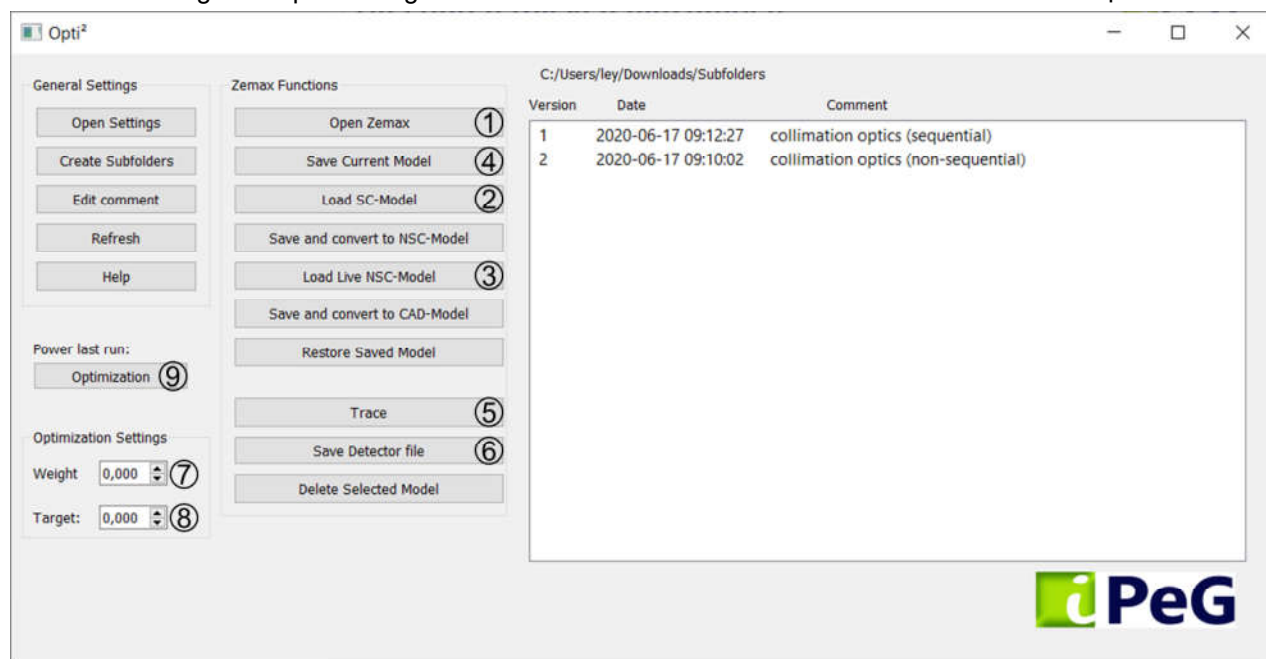 Opti²
General Settings
Open Settings
Create Subfolders
Edit comment
Refresh
Help
Power last run:
Optimization ⑨
Optimization Settings
Weight 0,000 ⑦
Target: 0,000 ⑧
Zemax Functions
Open Zemax ①
Save Current Model ④
Load SC-Model ②
Save and convert to NSC-Model
Load Live NSC-Model ③
Save and convert to CAD-Model
Restore Saved Model
Trace ⑤
Save Detector file ⑥
Delete Selected Model
C:/Users/ley/Downloads/Subfolders
Version Date Comment
1 2020-06-17 09:12:27 collimation optics (sequential)
2 2020-06-17 09:10:02 collimation optics (non-sequential)
i PeG